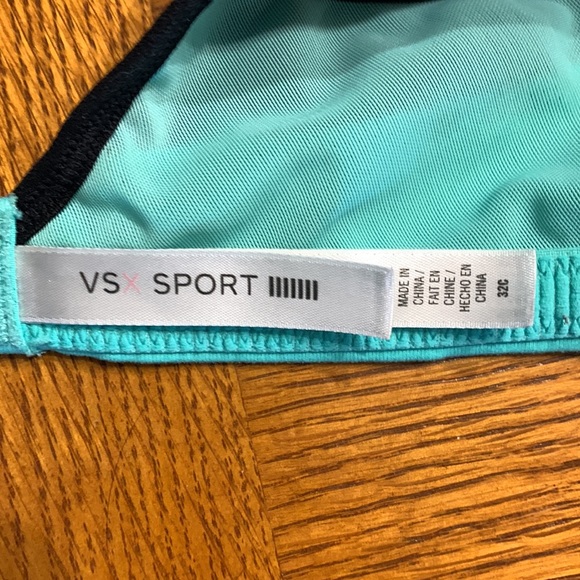 VSX SPORT
MADE IN
CHINA /
FAIT EN
CHINE /
HECHO EN
CHINA
32C